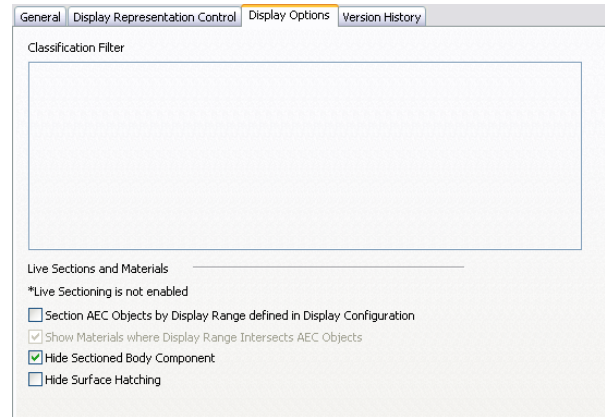 General Display Representation Control Display Options Version History
Classification Filter
Live Sections and Materials
*Live Sectioning is not enabled
Section AEC Objects by Display Range defined in Display Configuration
Show Materials where Display Range Intersects AEC Objects
Hide Sectioned Body Component
Hide Surface Hatching